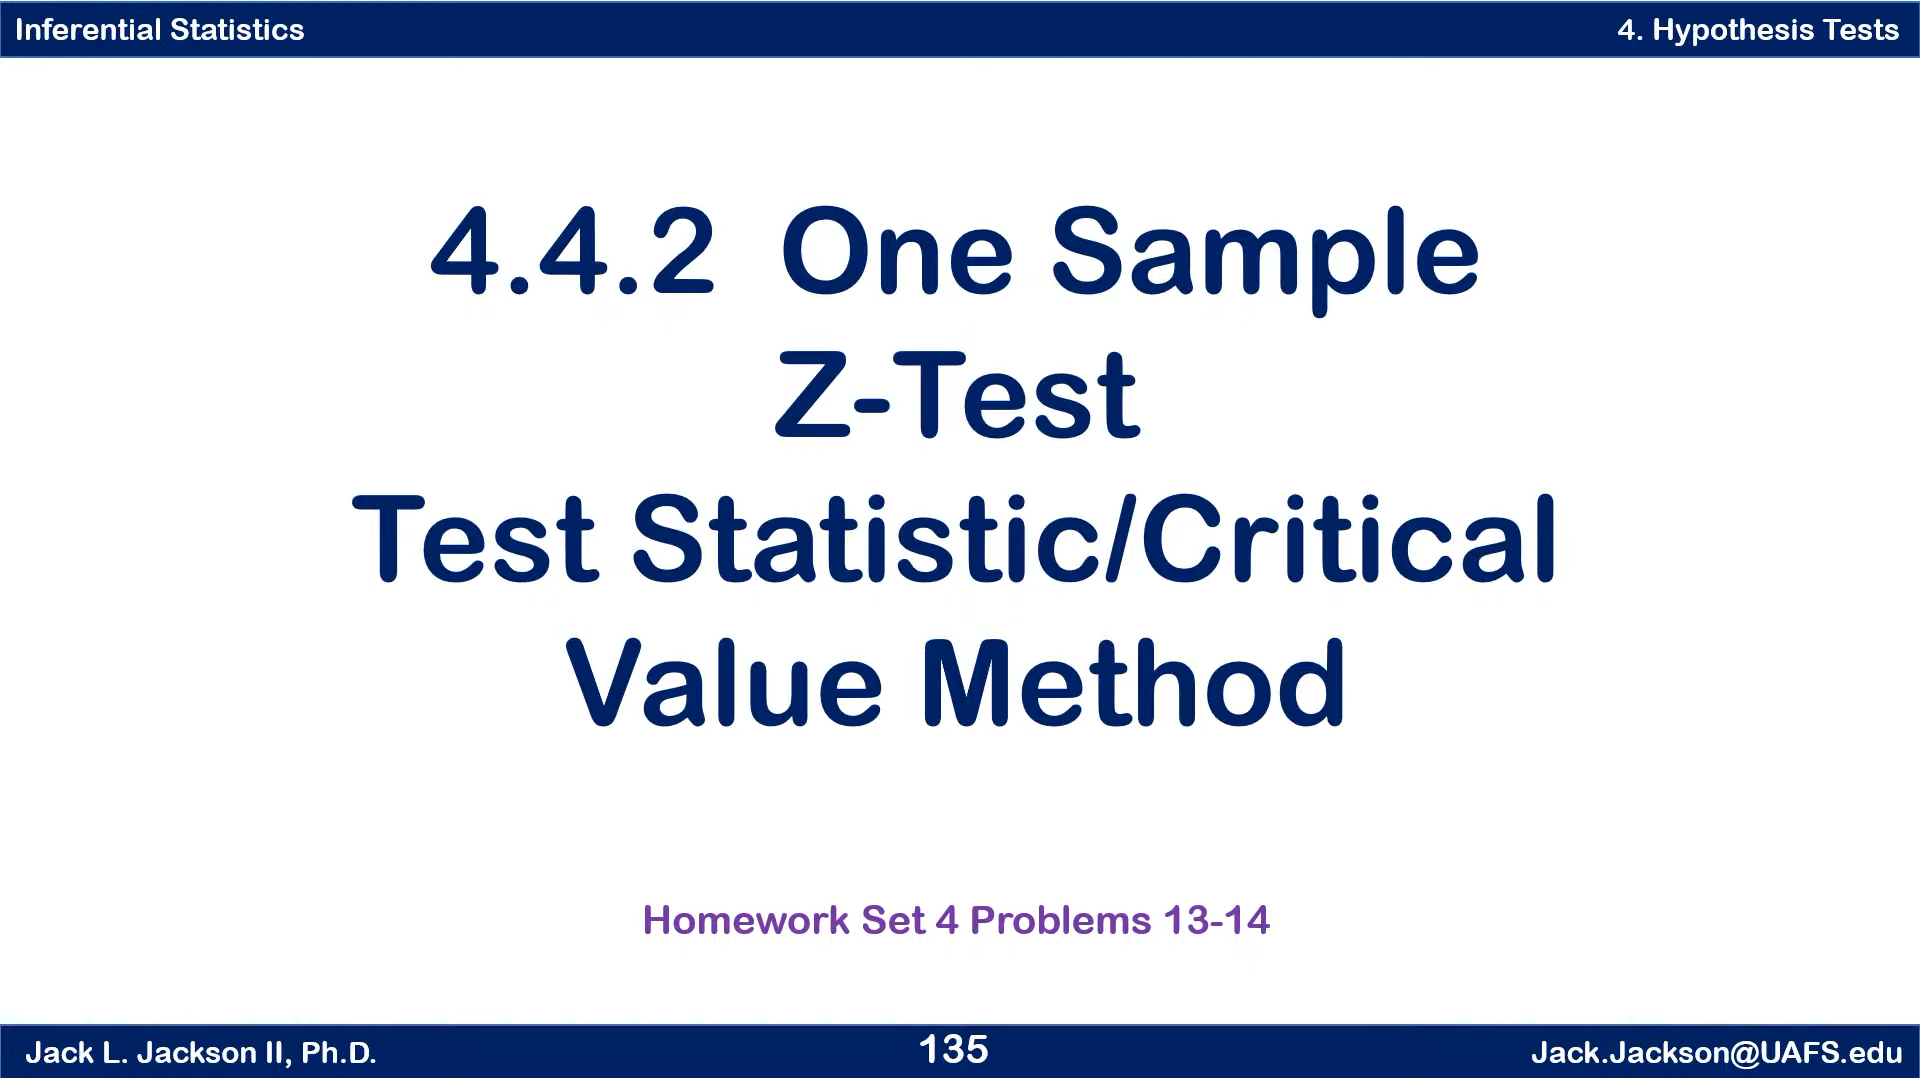 Inferential Statistics
4. Hypothesis Tests
4.4.2 One Sample
Z-Test
Test Statistic/Critical
Value Method
Homework Set 4 Problems 13-14
Jack L. Jackson II, Ph.D.
135
Jack.Jackson@UAFS.edu